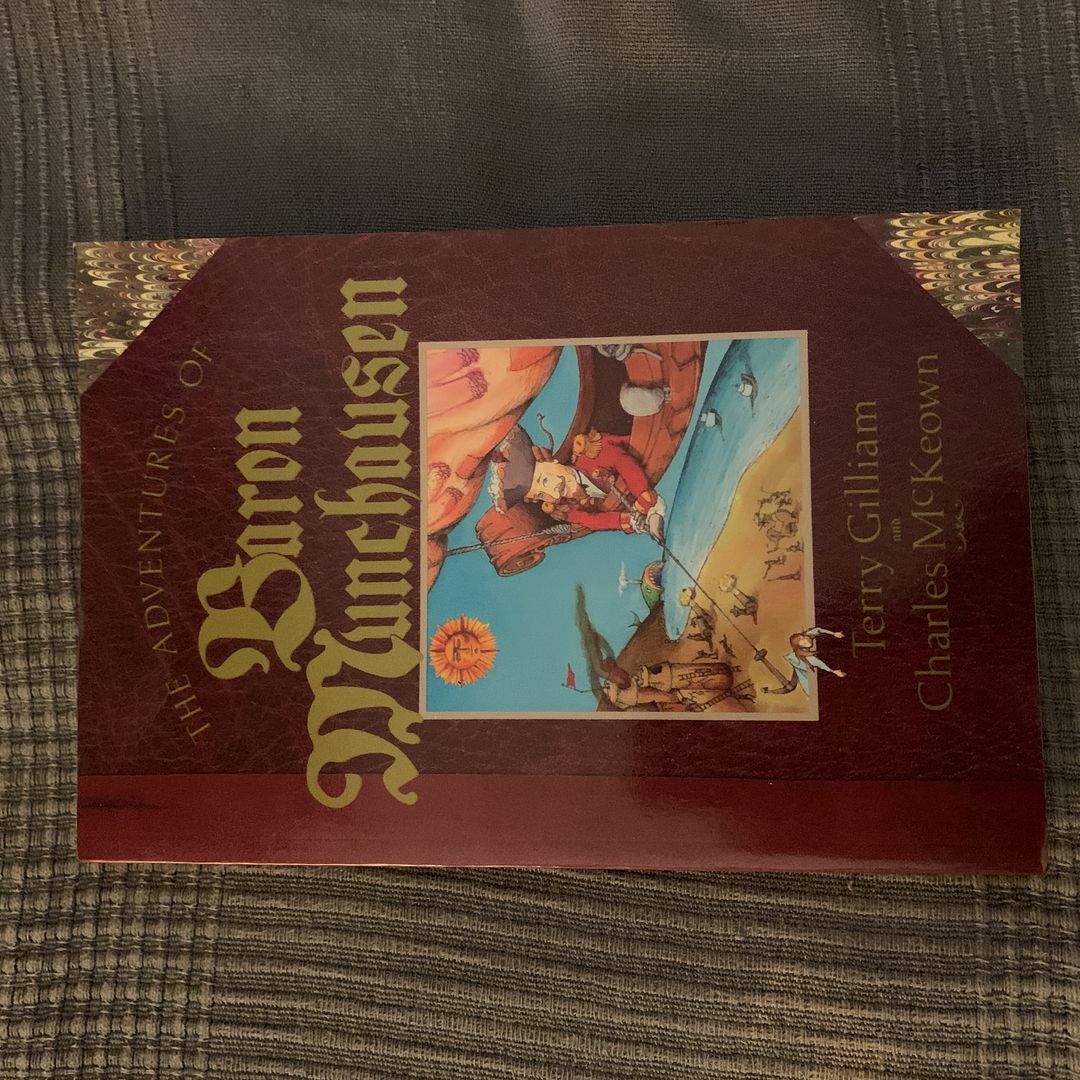 THE ADVENTURES OF
Baron
Munchausen
Terry Gilliam
and
Charles McKeown